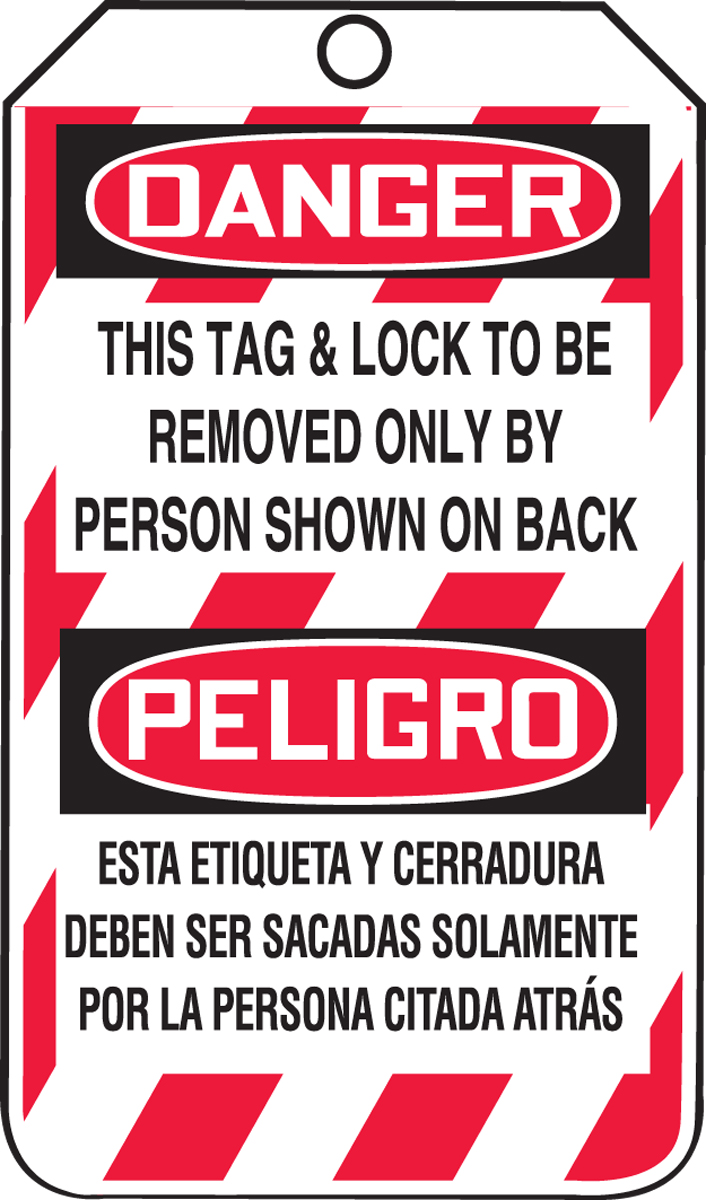 DANGER
THIS TAG & LOCK TO BE
REMOVED ONLY BY
PERSON SHOWN ON BACK
PELIGRO
ESTA ETIQUETA Y CERRADURA
DEBEN SER SACADAS SOLAMENTE
POR LA PERSONA CITADA ATRÁS